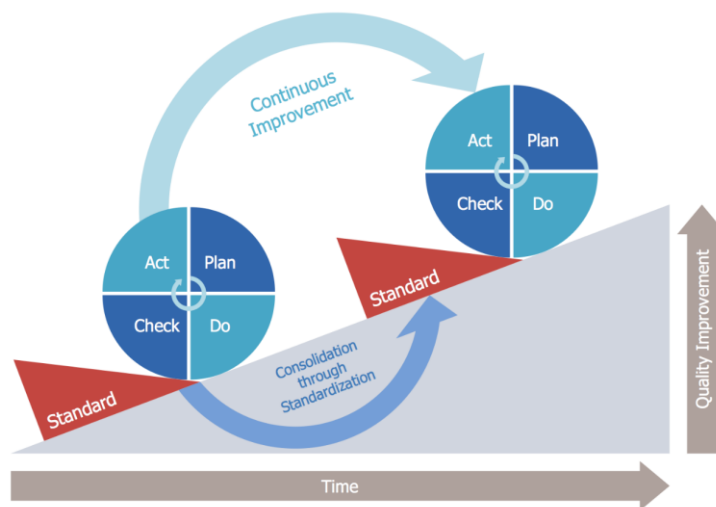 Continuous
Improvement
Act
Plan
Check
Do
Standard
Act
Plan
Check
Do
Standard
Consolidation
through
Standardization
Quality Improvement
Time